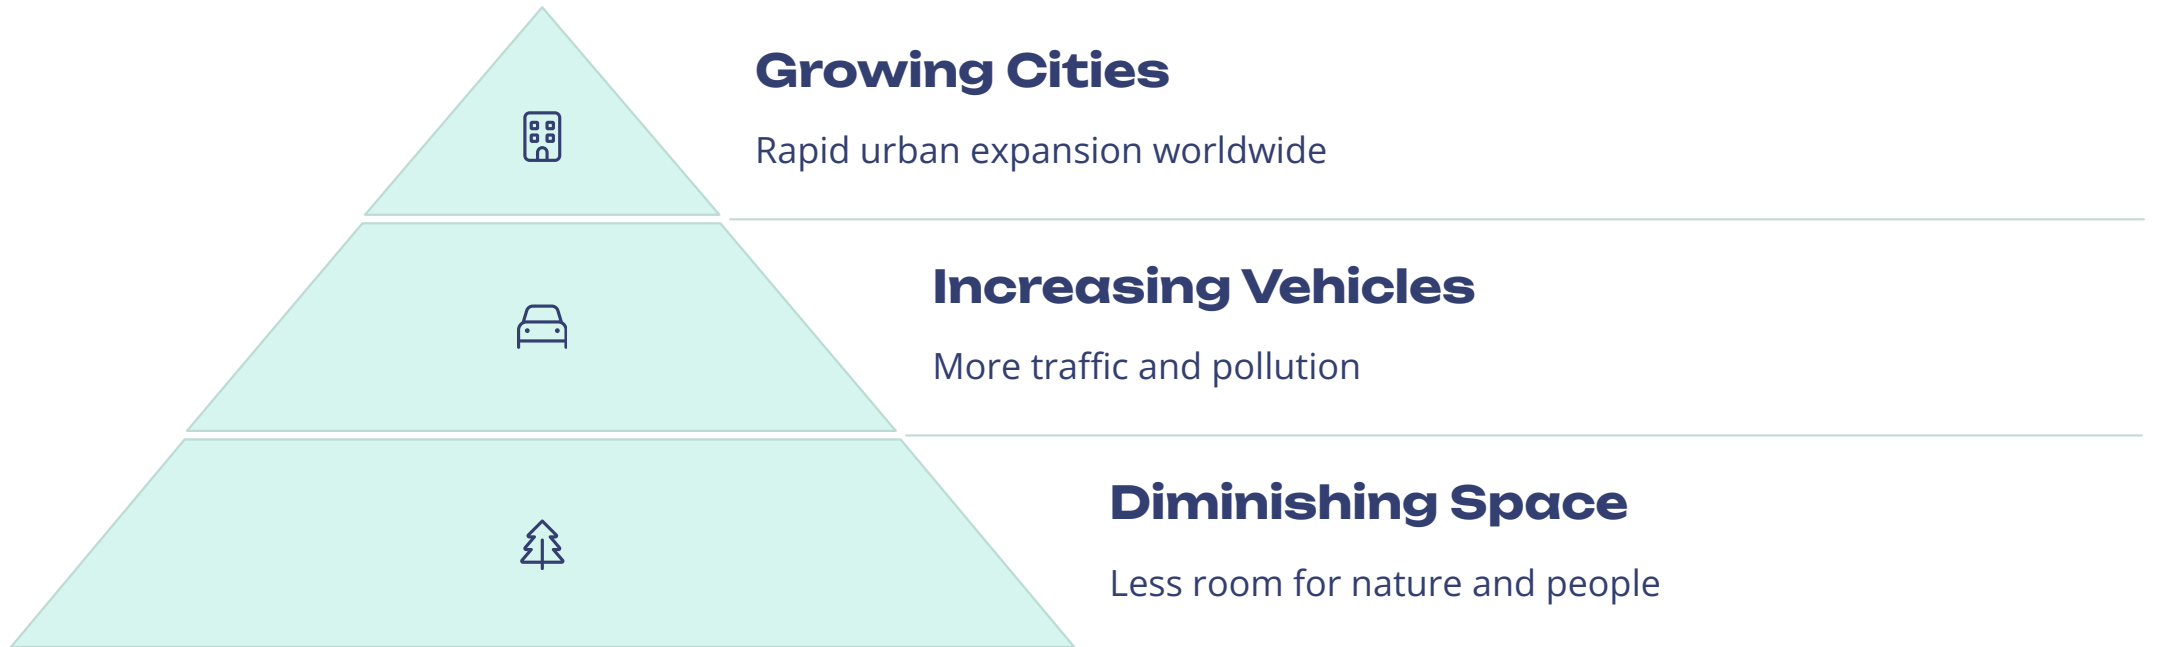 Growing Cities
Rapid urban expansion worldwide
Increasing Vehicles
More traffic and pollution
Diminishing Space
Less room for nature and people